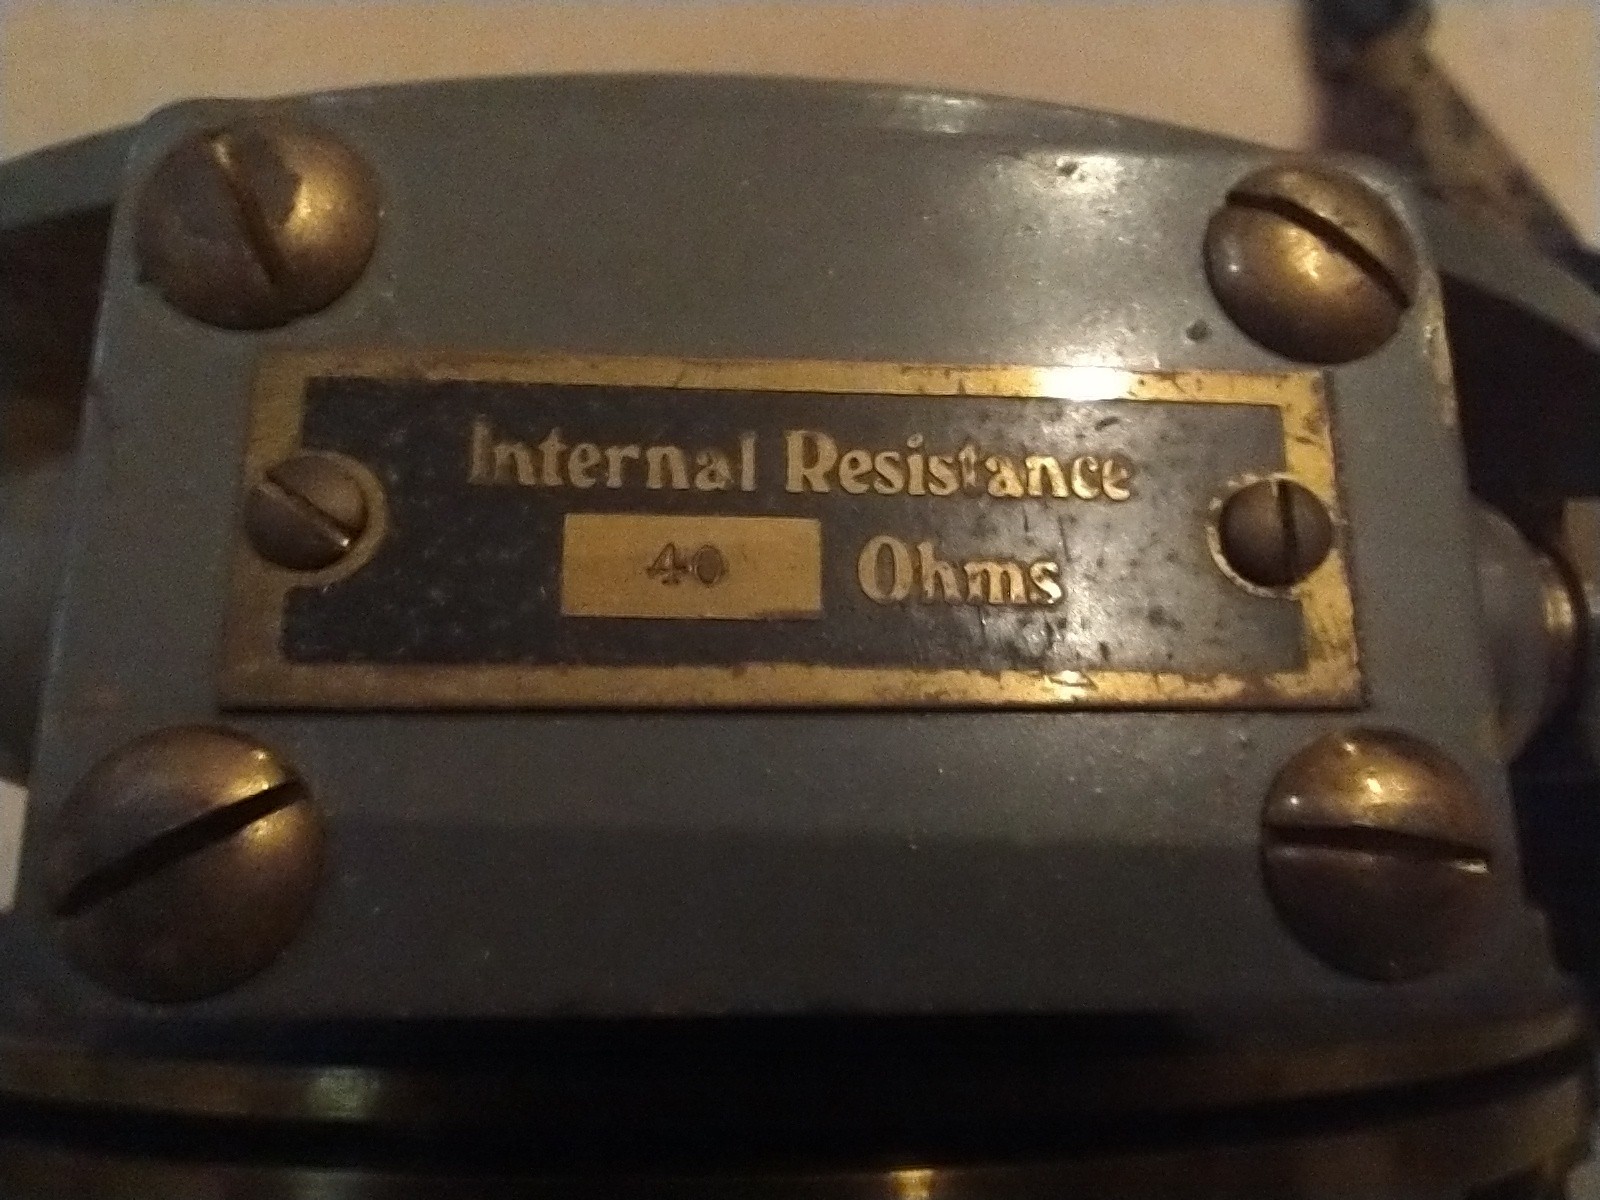 Internal Resistance
40 Ohms